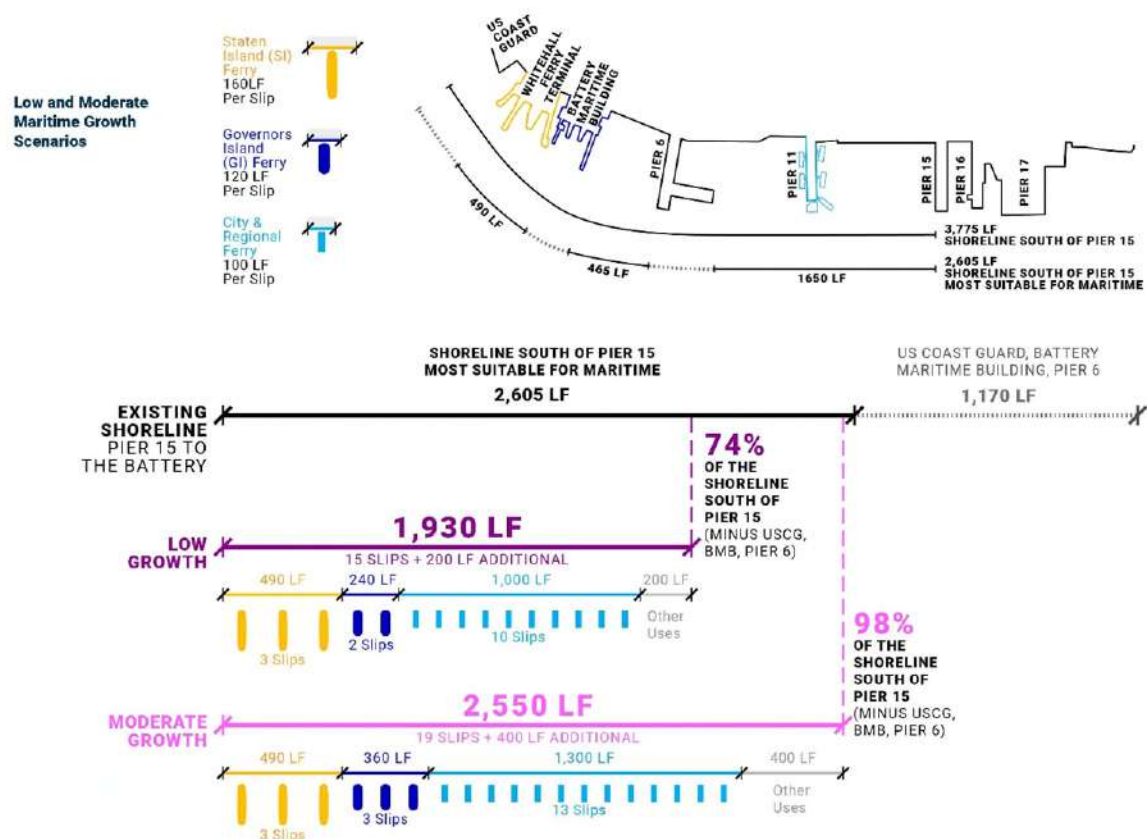 Low and Moderate
Maritime Growth
Scenarios
Staten
Island (SI)
Ferry
160LF
Per Slip
Governors
Island
(GI) Ferry
120 LF
Per Slip
City &
Regional
Ferry
100 LF
Per Slip
US
COAST
GUARD
WHITEHALL
FERRY
TERMINAL
BATTERY
MARITIME
BUILDING
PIER 6
PIER 11
PIER 15
PIER 16
PIER 17
490 LF
465 LF
1650 LF
3,775 LF
SHORELINE SOUTH OF PIER 15
2,605 LF
SHORELINE SOUTH OF PIER 15
MOST SUITABLE FOR MARITIME
SHORELINE SOUTH OF PIER 15
MOST SUITABLE FOR MARITIME
2,605 LF
US COAST GUARD, BATTERY
MARITIME BUILDING, PIER 6
1,170 LF
EXISTING
SHORELINE
PIER 15 TO
THE BATTERY
74%
OF THE
SHORELINE
SOUTH OF
PIER 15
(MINUS USCG,
BMB, PIER 6)
LOW
GROWTH
1,930 LF
15 SLIPS + 200 LF ADDITIONAL
490 LF
240 LF
1,000 LF
200 LF
3 Slips
2 Slips
10 Slips
Other
Uses
98%
OF THE
SHORELINE
SOUTH OF
PIER 15
(MINUS USCG,
BMB, PIER 6)
MODERATE
GROWTH
2,550 LF
19 SLIPS + 400 LF ADDITIONAL
490 LF
360 LF
1,300 LF
400 LF
3 Slips
3 Slips
13 Slips
Other
Uses